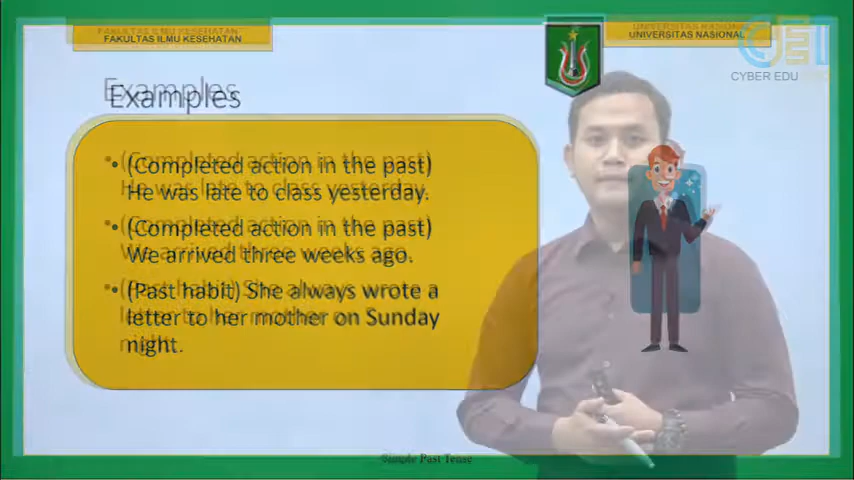 FAKULTAS ILMU KESEHATAN
UNIVERSITAS NASIONAL
CYBER EDU
Examples
• (Completed action in the past)
He was late to class yesterday.
• (Completed action in the past)
We arrived three weeks ago.
• (Past habit) She always wrote a
letter to her mother on Sunday
night.
Simple Past Tense